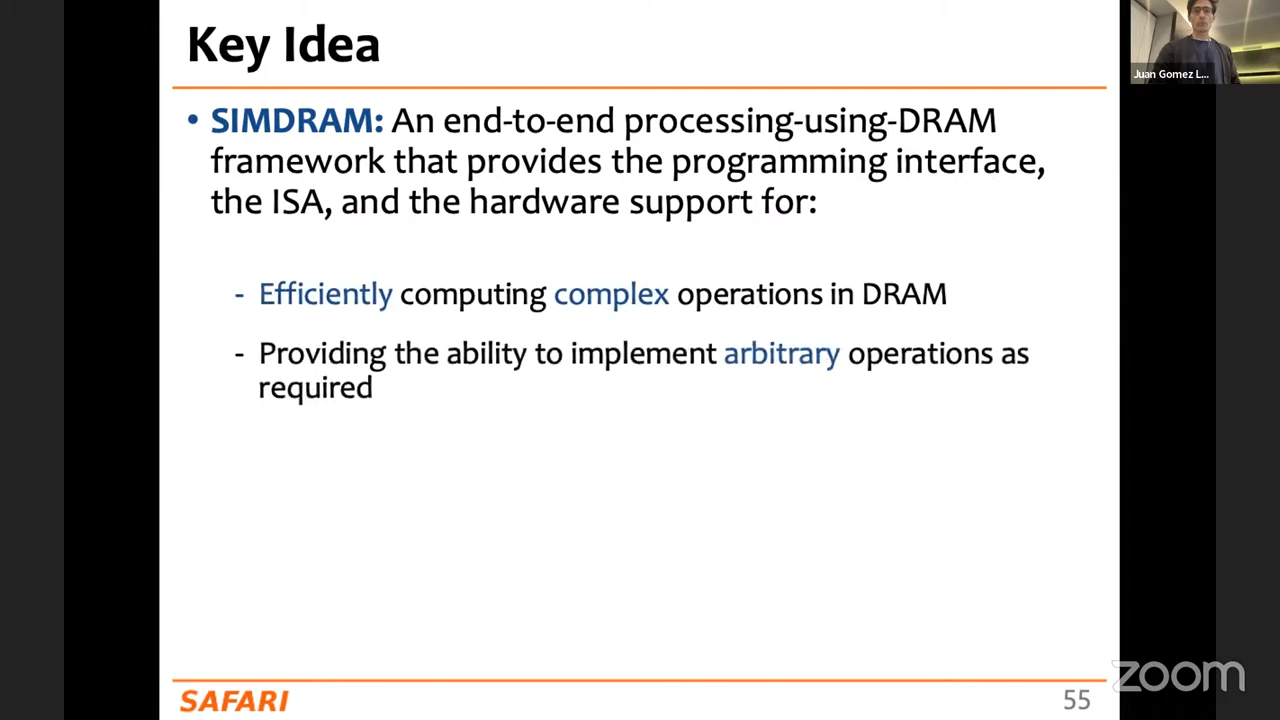 Key Idea
Juan Gomez L...
• SIMDRAM: An end-to-end processing-using-DRAM
framework that provides the programming interface,
the ISA, and the hardware support for:
- Efficiently computing complex operations in DRAM
- Providing the ability to implement arbitrary operations as
required
SAFARI
55
zoom